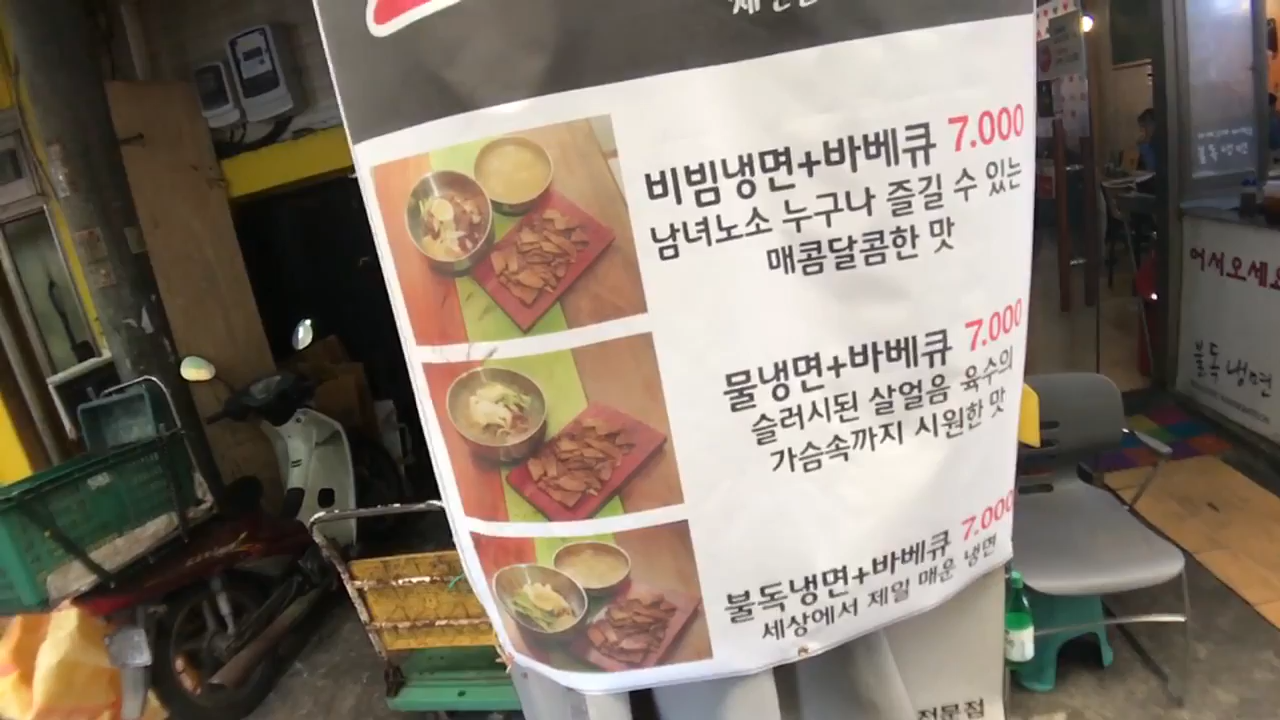 비빔냉면+바베큐 7.000
남녀노소 누구나 즐길 수 있는
매콤달콤한 맛
물냉면+바베큐 7.000
슬러시된 살얼음 육수의
가슴속까지 시원한 맛
불독냉면+바베큐 7.000
세상에서 제일 매운 냉면
전문점
불독냉면
어서오세요
불독냉면